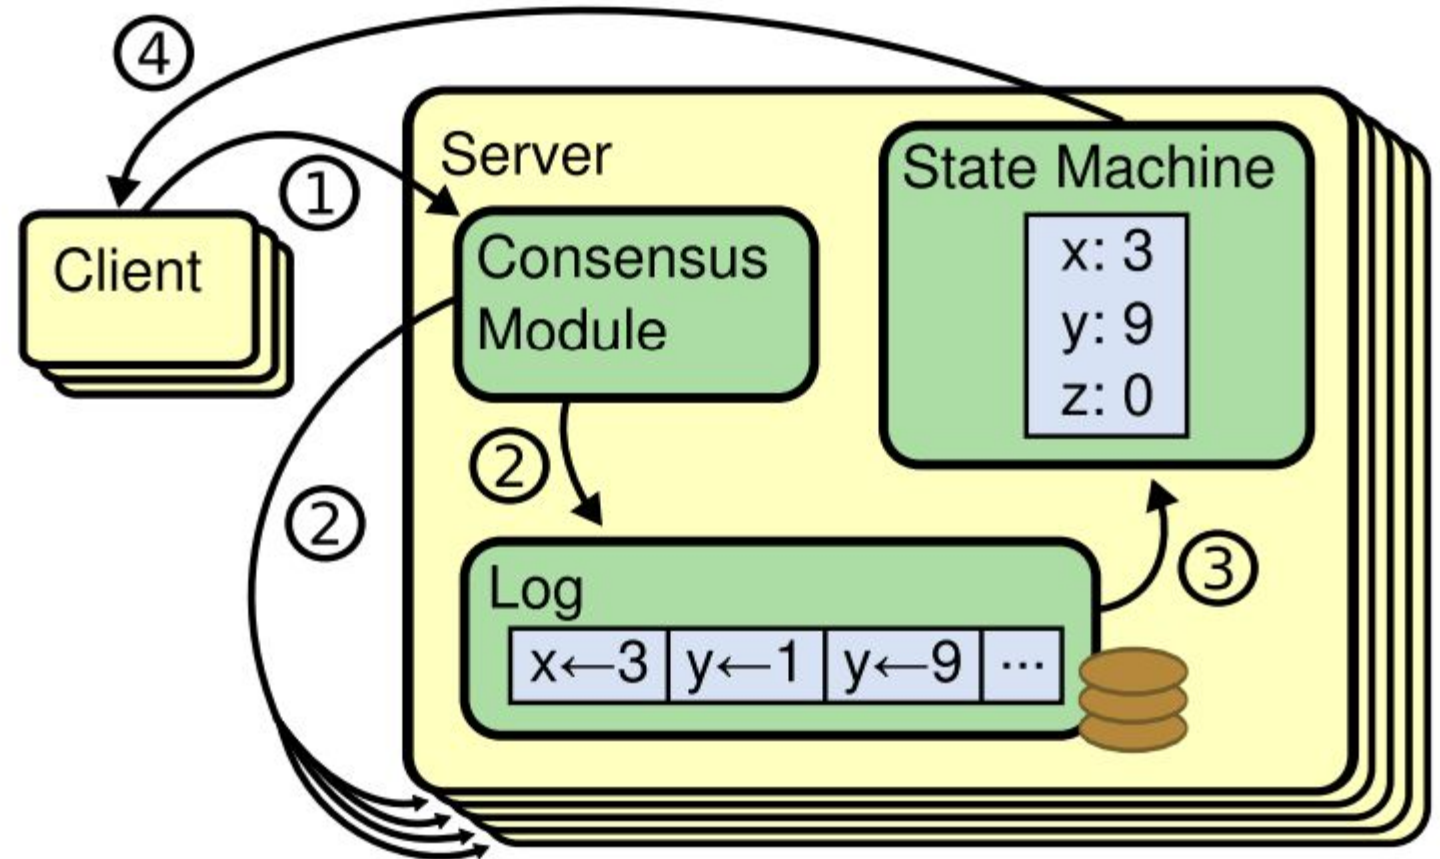 ④
①
Server
State Machine
Client
Consensus
Module
x: 3
y: 9
z: 0
②
②
③
Log
x←3 y←1 y←9 ...